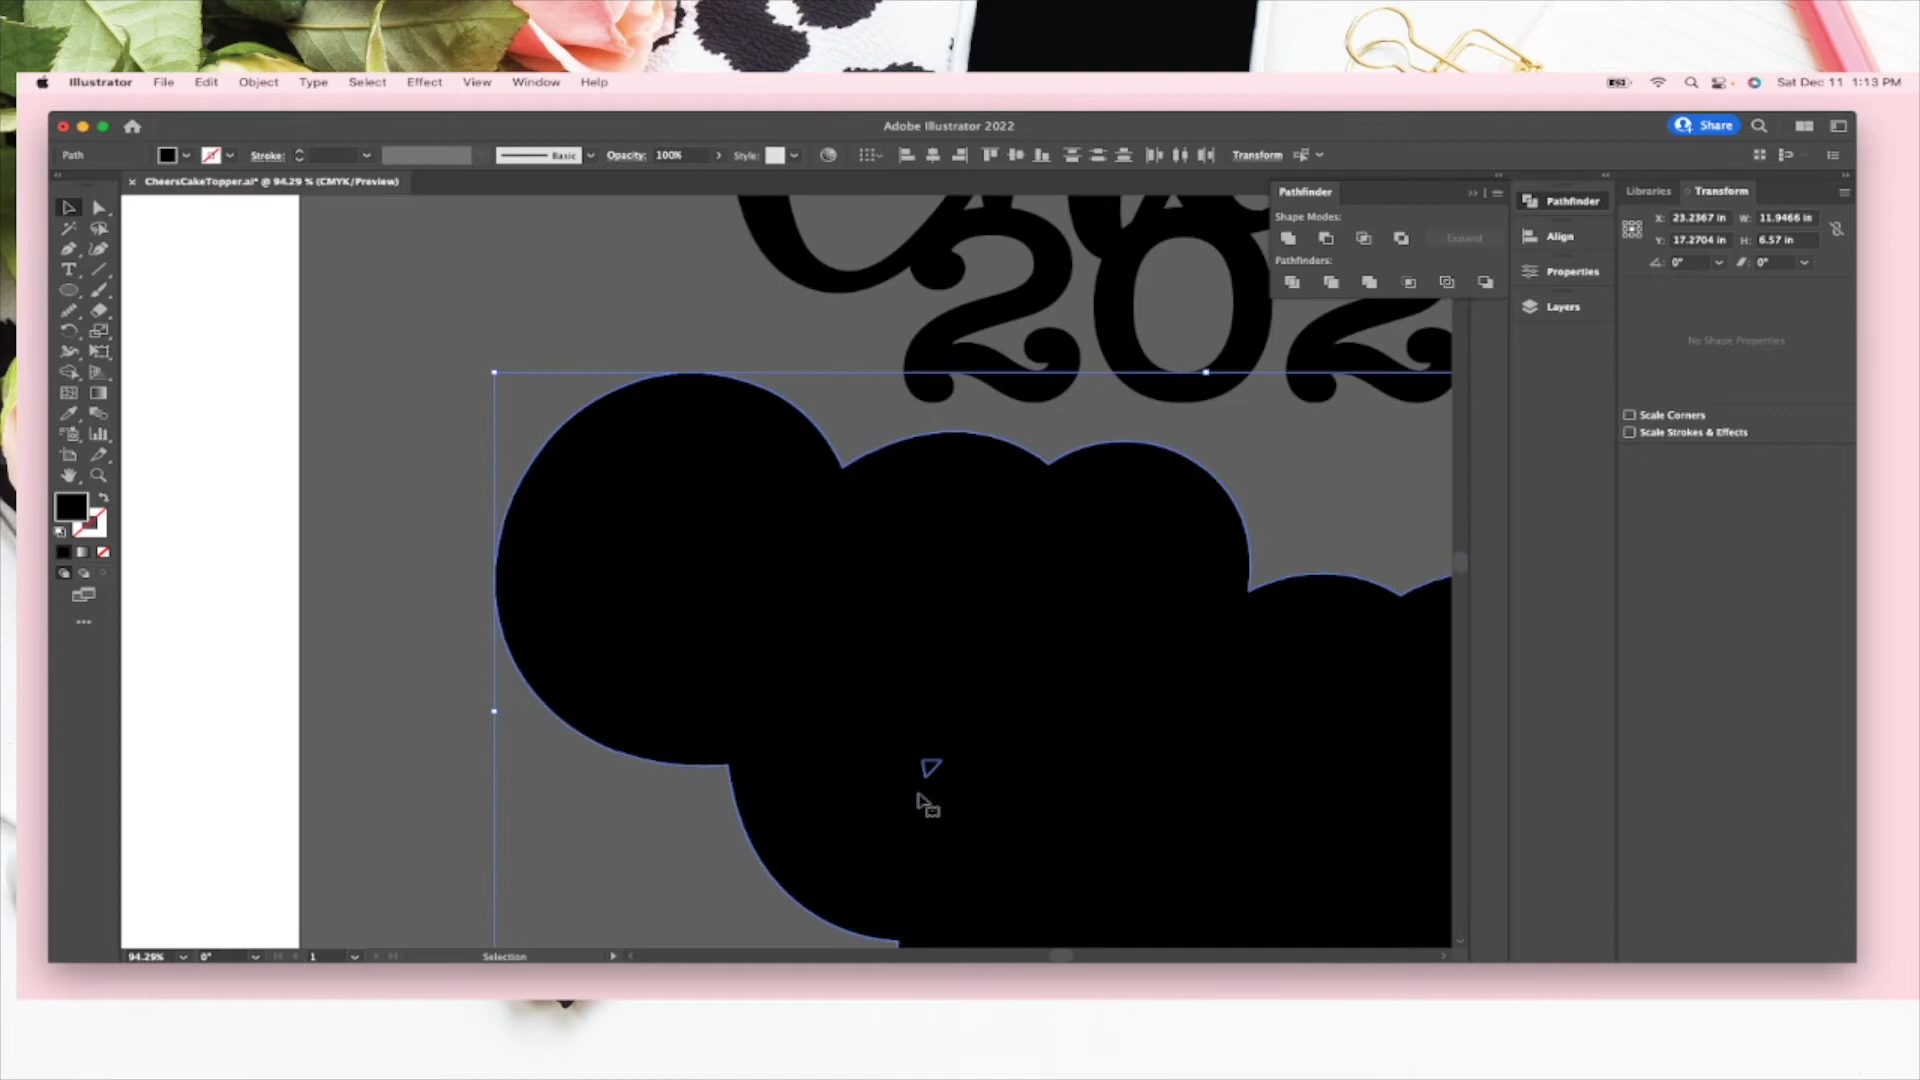 Illustrator File Edit Object Type Select Effect View Window Help
Sat Dec 11 1:13 PM
Adobe Illustrator 2022
Share
Path
Stroke:
Basic
Opacity: 100%
Style:
Transform
× CheersCakeTopper.ai* @ 94.29 % (CMYK/Preview)
Pathfinder
Shape Modes:
Expand
Pathfinders:
Pathfinder
Align
Properties
Layers
Libraries
Transform
X: 23.2367 in W: 11.9466 in
Y: 17.2704 in H: 6.57 in
0° 0°
No Shape Properties
Scale Corners
Scale Strokes & Effects
202
94.29% 0° 1 Selection